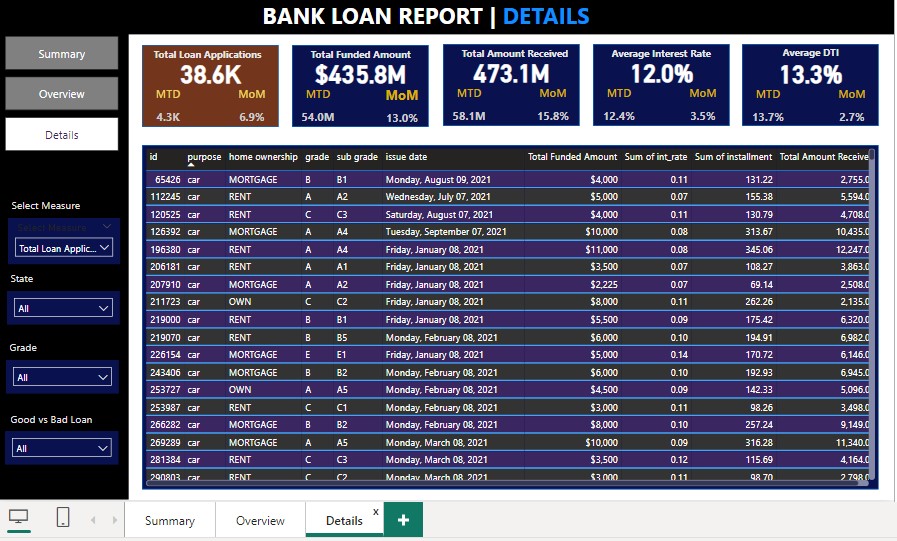 BANK LOAN REPORT | DETAILS
Summary
Overview
Details
Select Measure
Select Measure
Total Loan Applic...
State
All
Grade
All
Good vs Bad Loan
All
Total Loan Applications
38.6K
MTD MoM
4.3K 6.9%
Total Funded Amount
$435.8M
MTD MoM
54.0M 13.0%
Total Amount Received
473.1M
MTD MoM
58.1M 15.8%
Average Interest Rate
12.0%
MTD MoM
12.4% 3.5%
Average DTI
13.3%
MTD MoM
13.7% 2.7%
id purpose home ownership grade sub grade issue date Total Funded Amount Sum of int_rate Sum of installment Total Amount Receive
65426 car MORTGAGE B B1 Monday, August 09, 2021 $4,000 0.11 131.22 2,755.0
112245 car RENT A A2 Wednesday, July 07, 2021 $5,000 0.07 155.38 5,594.0
120525 car RENT C C3 Saturday, August 07, 2021 $4,000 0.11 130.79 4,708.0
126392 car MORTGAGE A A4 Tuesday, September 07, 2021 $10,000 0.08 313.67 10,435.0
196380 car RENT A A4 Friday, January 08, 2021 $11,000 0.08 345.06 12,247.0
206181 car RENT A A1 Friday, January 08, 2021 $3,500 0.07 108.27 3,863.0
207910 car MORTGAGE A A2 Friday, January 08, 2021 $2,225 0.07 69.14 2,508.0
211723 car OWN C C2 Friday, January 08, 2021 $8,000 0.11 262.26 2,135.0
219000 car RENT B B1 Friday, January 08, 2021 $5,500 0.09 175.42 6,320.0
219070 car RENT B B5 Monday, February 08, 2021 $6,000 0.10 194.91 6,982.0
226154 car MORTGAGE E E1 Friday, January 08, 2021 $5,000 0.14 170.72 6,146.0
243406 car MORTGAGE B B2 Monday, February 08, 2021 $6,000 0.10 192.93 6,945.0
253727 car OWN A A5 Monday, February 08, 2021 $4,500 0.09 142.33 5,096.0
253987 car RENT C C1 Monday, February 08, 2021 $3,000 0.11 98.26 3,498.0
266282 car MORTGAGE B B2 Monday, February 08, 2021 $8,000 0.10 257.24 9,149.0
269289 car MORTGAGE A A5 Monday, March 08, 2021 $10,000 0.09 316.28 11,340.0
281384 car RENT C C3 Monday, March 08, 2021 $3,500 0.12 115.69 4,164.0
290803 car RENT C C2 Monday, March 08, 2021 $3,000 0.11 98.70 2,798.0
Summary Overview Details x +